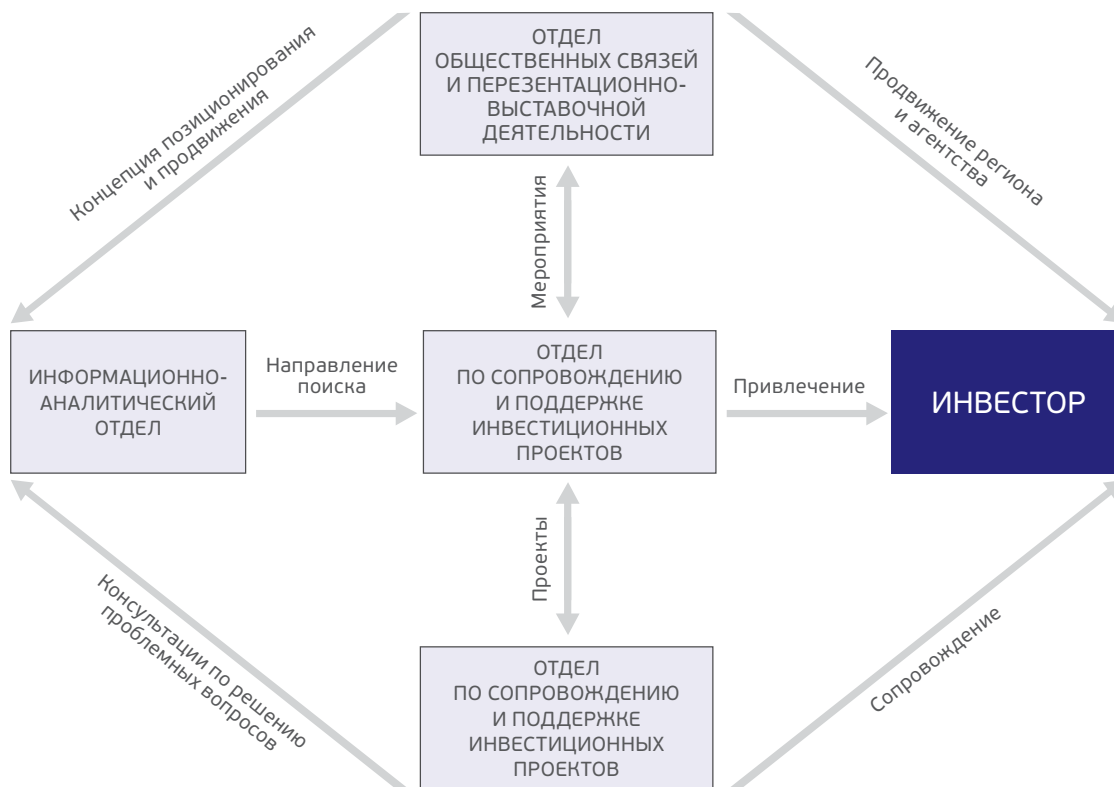 ОТДЕЛ
ОБЩЕСТВЕННЫХ СВЯЗЕЙ
И ПЕРЕЗЕНТАЦИОННО-
ВЫСТАВОЧНОЙ
ДЕЯТЕЛЬНОСТИ
Концепция позиционирования
и продвижения
Продвижение региона
и агентства
Мероприятия
ИНФОРМАЦИОННО-
АНАЛИТИЧЕСКИЙ
ОТДЕЛ
Направление
поиска
ОТДЕЛ
ПО СОПРОВОЖДЕНИЮ
И ПОДДЕРЖКЕ
ИНВЕСТИЦИОННЫХ
ПРОЕКТОВ
Привлечение
ИНВЕСТОР
Проекты
Консультации по решению
проблемных вопросов
Сопровождение
ОТДЕЛ
ПО СОПРОВОЖДЕНИЮ
И ПОДДЕРЖКЕ
ИНВЕСТИЦИОННЫХ
ПРОЕКТОВ